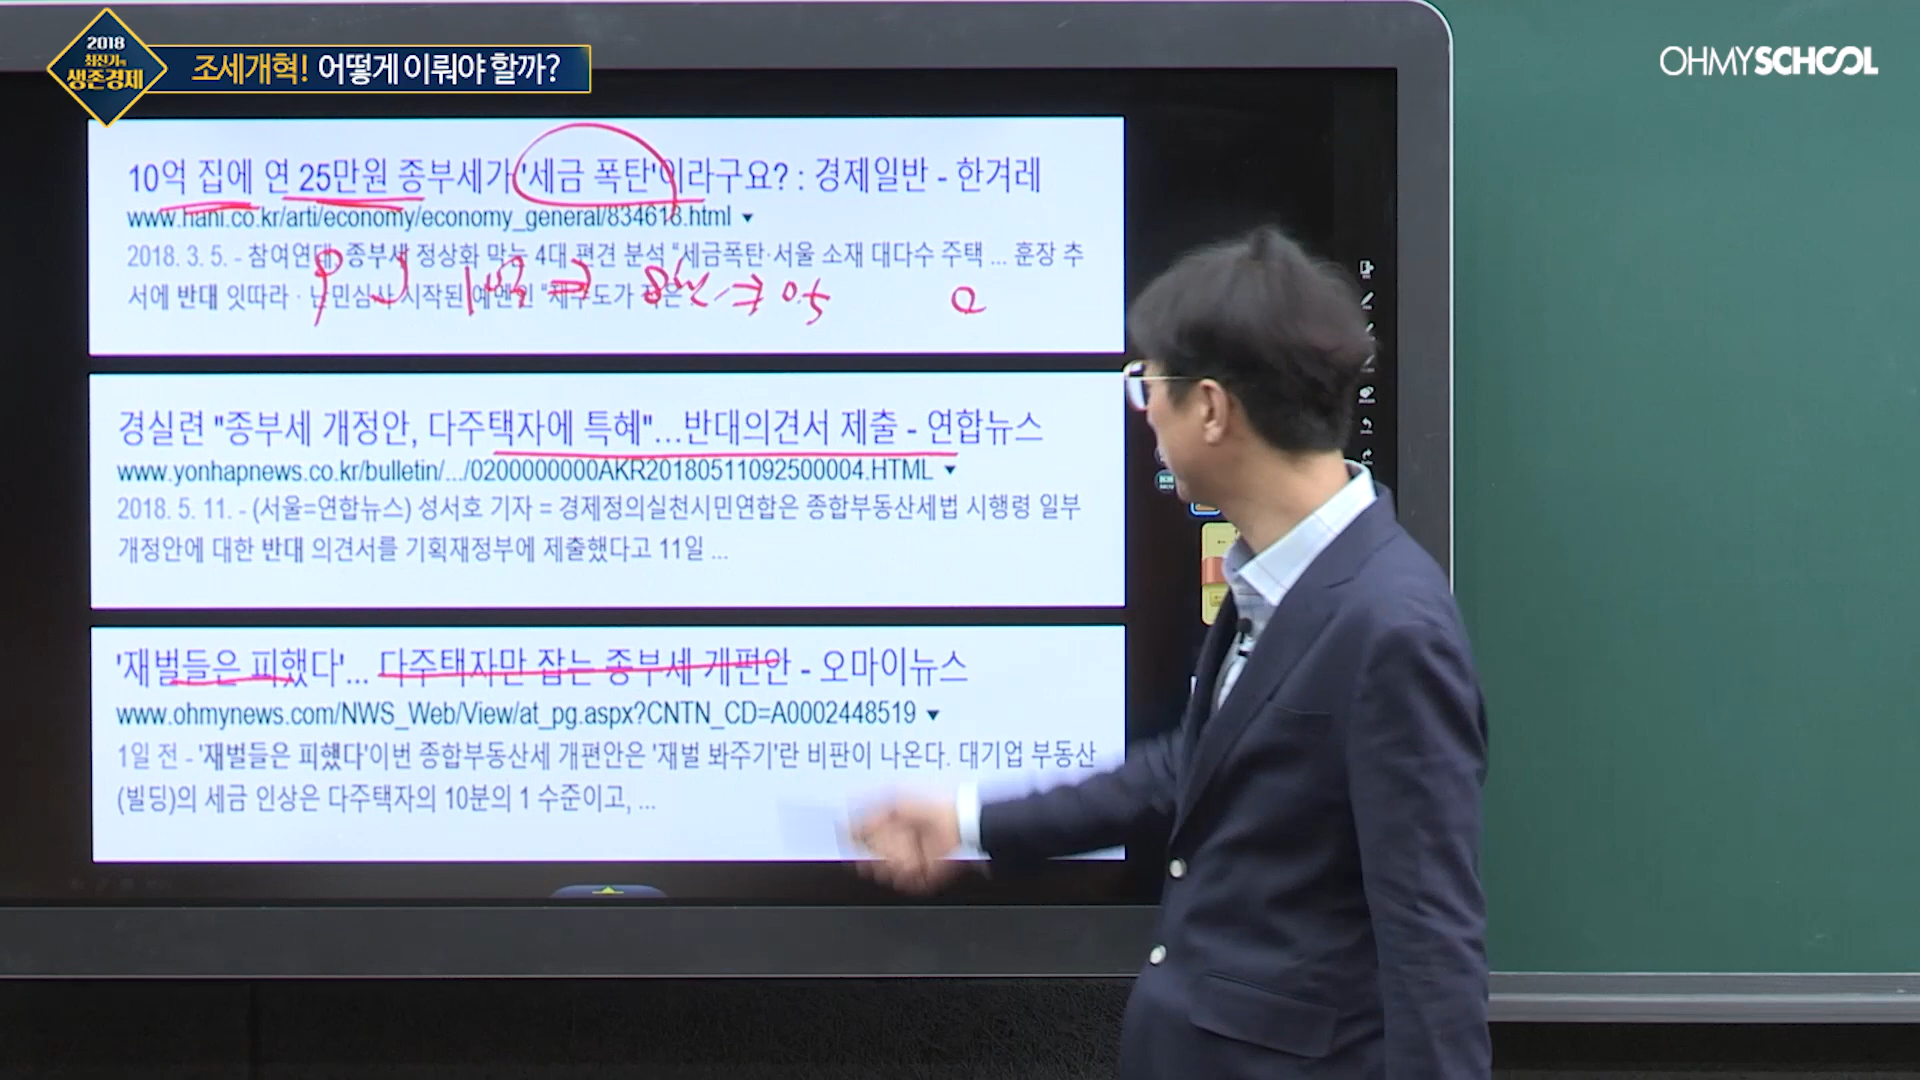 2018
최진기의
생존경제
조세개혁! 어떻게 이뤄야 할까?
OHMYSCHOOL
10억 집에 연 25만원 종부세가 '세금 폭탄'이라구요? : 경제일반 - 한겨레
www.hani.co.kr/arti/economy/economy_general/834618.html
2018. 3. 5. - 참여연대, 종부세 정상화 막는 4대 편견 분석 "세금폭탄·서울 소재 대다수 주택 ... 훈장 추
서에 반대 잇따라 · 난민심사 시작된 예멘인
0.5
경실련 "종부세 개정안, 다주택자에 특혜"...반대의견서 제출 - 연합뉴스
www.yonhapnews.co.kr/bulletin/.../0200000000AKR20180511092500004.HTML
2018. 5. 11. - (서울=연합뉴스) 성서호 기자 = 경제정의실천시민연합은 종합부동산세법 시행령 일부
개정안에 대한 반대 의견서를 기획재정부에 제출했다고 11일 ...
'재벌들은 피했다'... 다주택자만 잡는 종부세 개편안 - 오마이뉴스
www.ohmynews.com/NWS_Web/View/at_pg.aspx?CNTN_CD=A0002448519
1일 전 - '재벌들은 피했다'이번 종합부동산세 개편안은 '재벌 봐주기'란 비판이 나온다. 대기업 부동산
(빌딩)의 세금 인상은 다주택자의 10분의 1 수준이고, ...